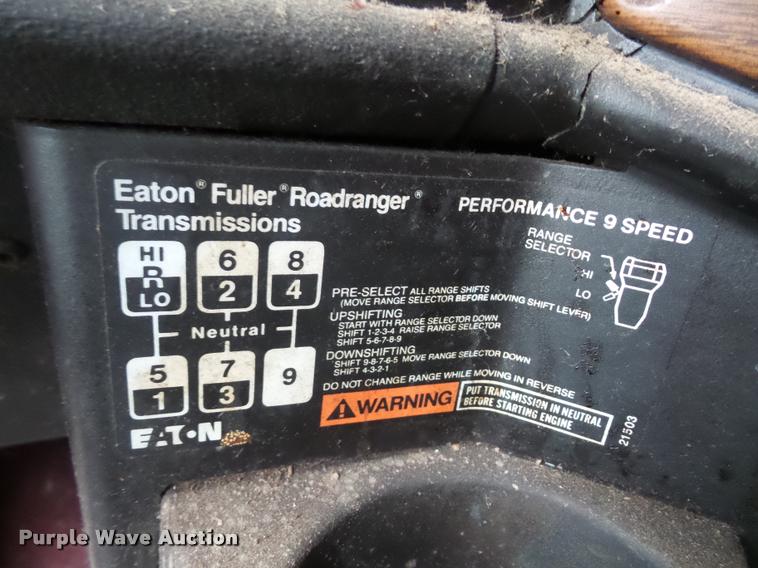 Eaton® Fuller® Roadranger®
Transmissions
PERFORMANCE 9 SPEED
RANGE
SELECTOR
HI
LO
HI
R
LO
6
2
8
4
Neutral
5
1
7
3
9
PRE-SELECT ALL RANGE SHIFTS
(MOVE RANGE SELECTOR BEFORE MOVING SHIFT LEVER)
UPSHIFTING
START WITH RANGE SELECTOR DOWN
SHIFT 1-2-3-4 RAISE RANGE SELECTOR
SHIFT 5-6-7-8-9
DOWNSHIFTING
SHIFT 9-8-7-6-5 MOVE RANGE SELECTOR DOWN
SHIFT 4-3-2-1
DO NOT CHANGE RANGE WHILE MOVING IN REVERSE
WARNING
PUT TRANSMISSION IN NEUTRAL
BEFORE STARTING ENGINE
21503
EATON
Purple Wave Auction